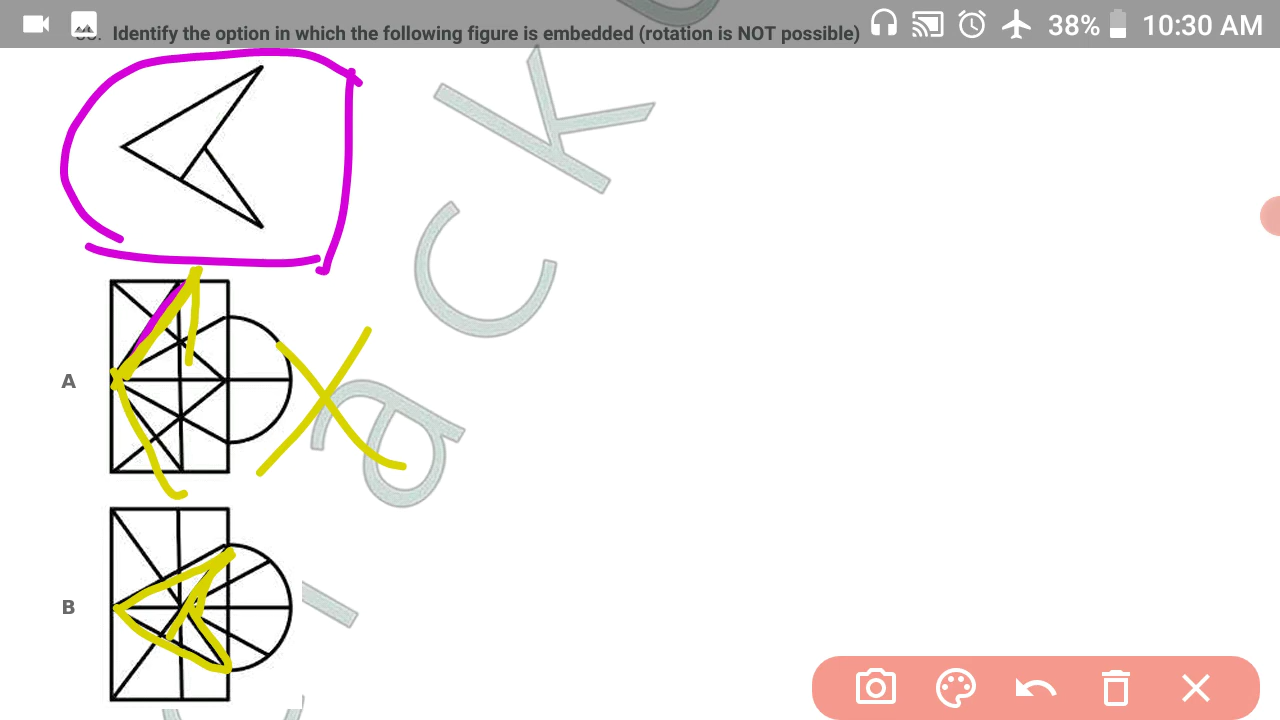 38% 10:30 AM
Identify the option in which the following figure is embedded (rotation is NOT possible)
A
B